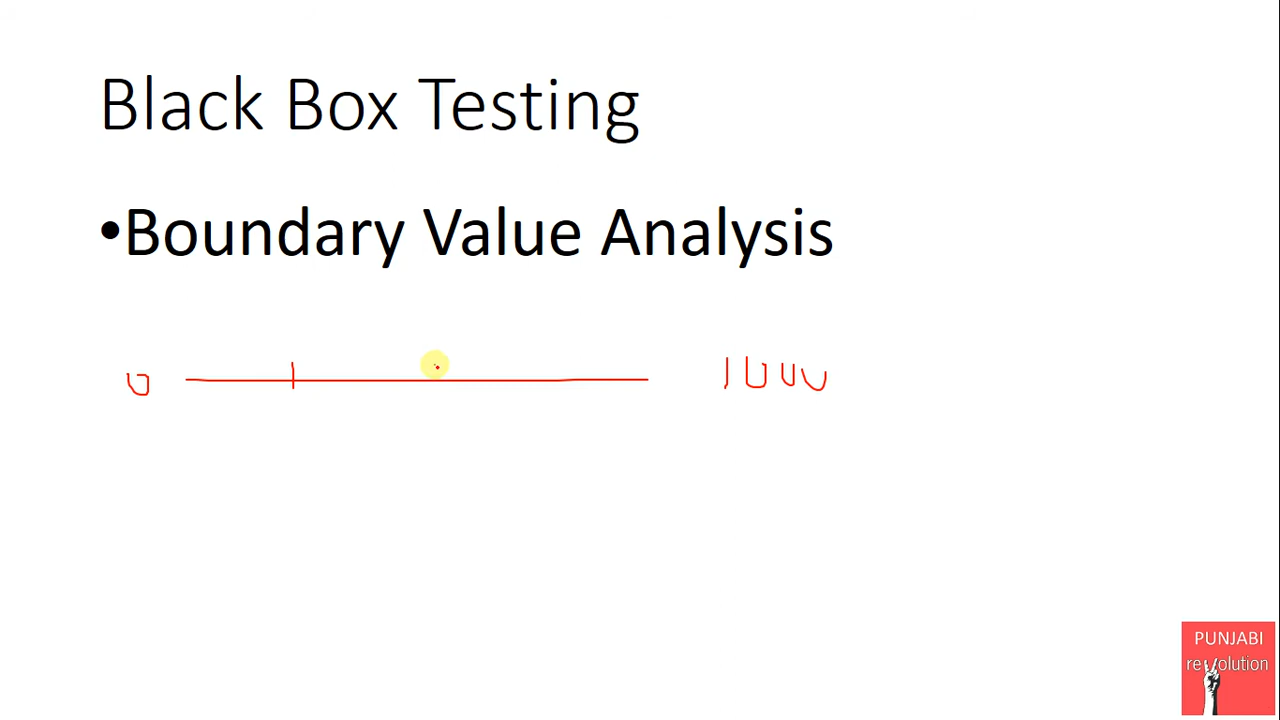 Black Box Testing
•Boundary Value Analysis
0 1000
PUNJABI
revolution